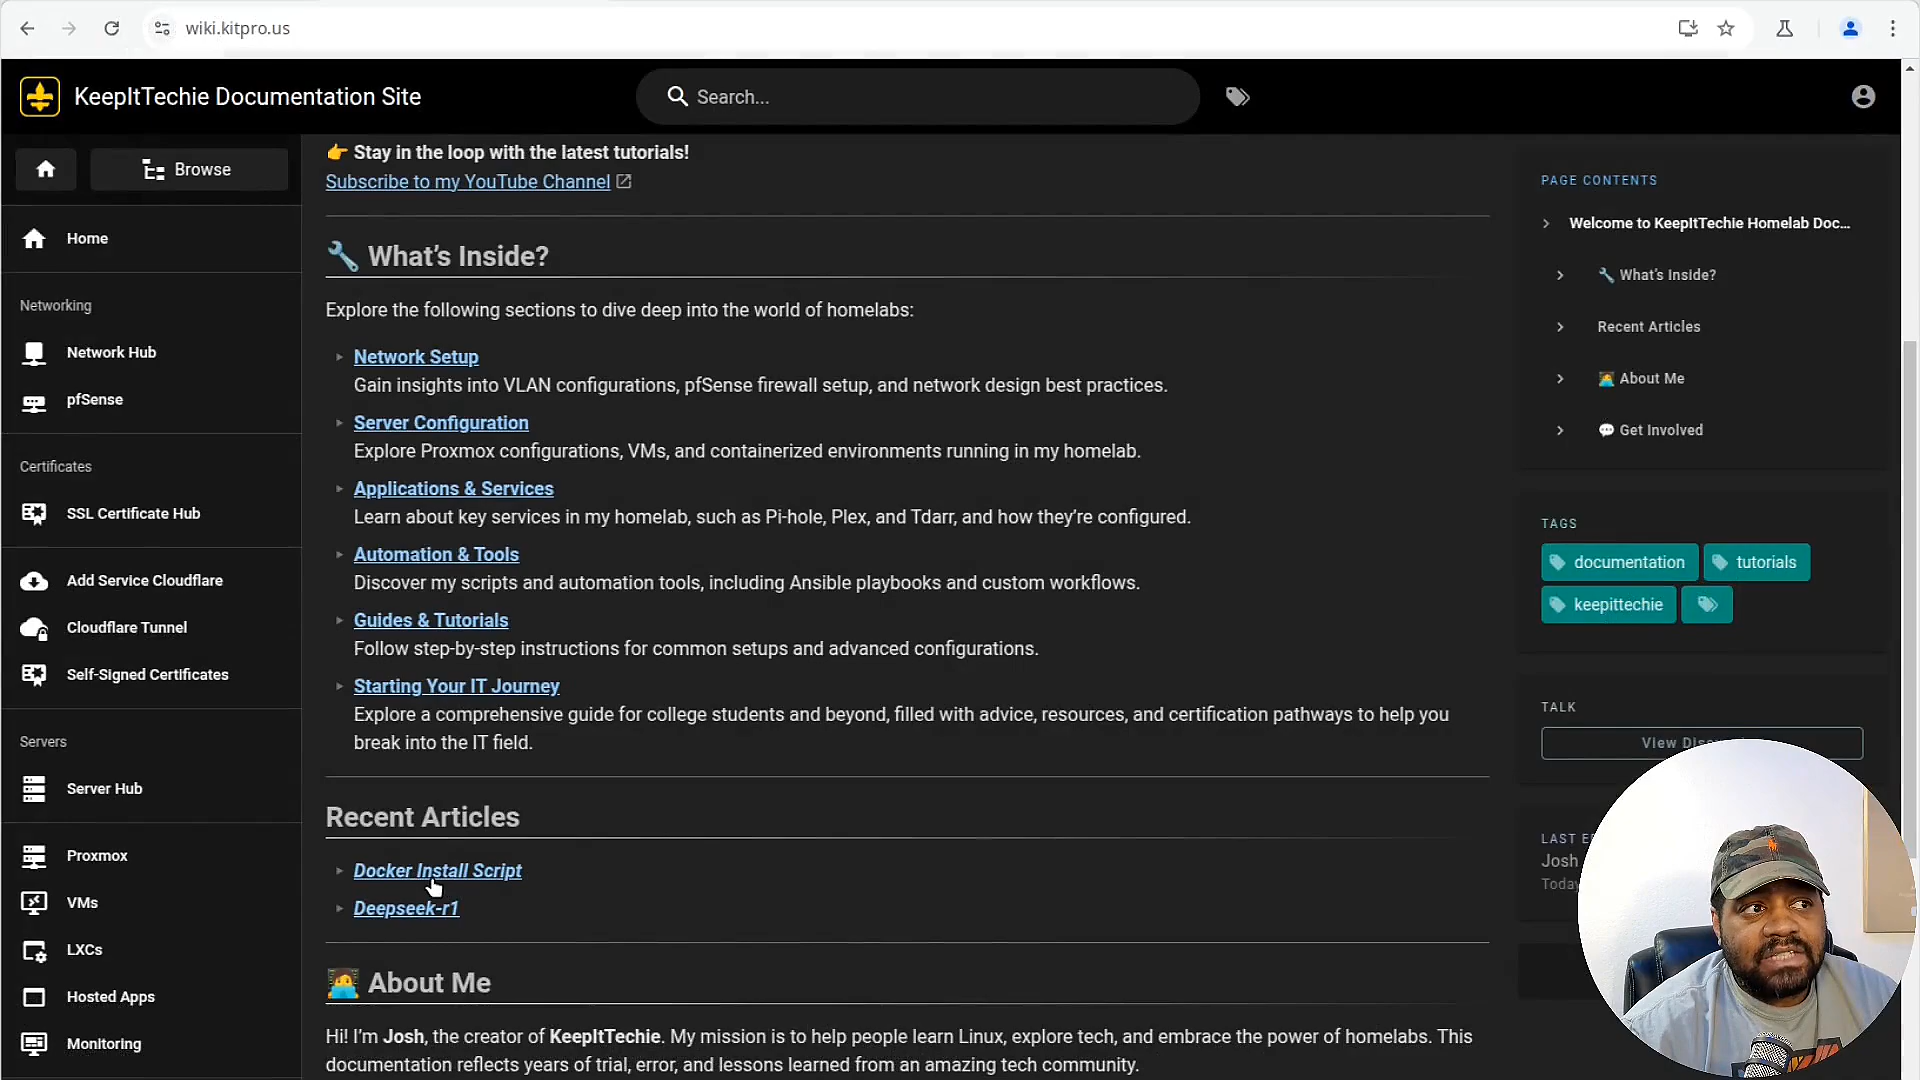 wiki.kitpro.us
KeepItTechie Documentation Site
Search...
Browse
Home
Networking
Network Hub
pfSense
Certificates
SSL Certificate Hub
Add Service Cloudflare
Cloudflare Tunnel
Self-Signed Certificates
Servers
Server Hub
Proxmox
VMs
LXCs
Hosted Apps
Monitoring
👉 Stay in the loop with the latest tutorials!
Subscribe to my YouTube Channel
🔧 What's Inside?
Explore the following sections to dive deep into the world of homelabs:
Network Setup
Gain insights into VLAN configurations, pfSense firewall setup, and network design best practices.
Server Configuration
Explore Proxmox configurations, VMs, and containerized environments running in my homelab.
Applications & Services
Learn about key services in my homelab, such as Pi-hole, Plex, and Tdarr, and how they're configured.
Automation & Tools
Discover my scripts and automation tools, including Ansible playbooks and custom workflows.
Guides & Tutorials
Follow step-by-step instructions for common setups and advanced configurations.
Starting Your IT Journey
Explore a comprehensive guide for college students and beyond, filled with advice, resources, and certification pathways to help you
break into the IT field.
Recent Articles
Docker Install Script
Deepseek-r1
🧑‍💻 About Me
Hi! I'm Josh, the creator of KeepItTechie. My mission is to help people learn Linux, explore tech, and embrace the power of homelabs. This
documentation reflects years of trial, error, and lessons learned from an amazing tech community.
PAGE CONTENTS
Welcome to KeepItTechie Homelab Doc...
🔧 What's Inside?
Recent Articles
🧑‍💻 About Me
💬 Get Involved
TAGS
documentation
tutorials
keepittechie
TALK
View
LAST
Josh
Today